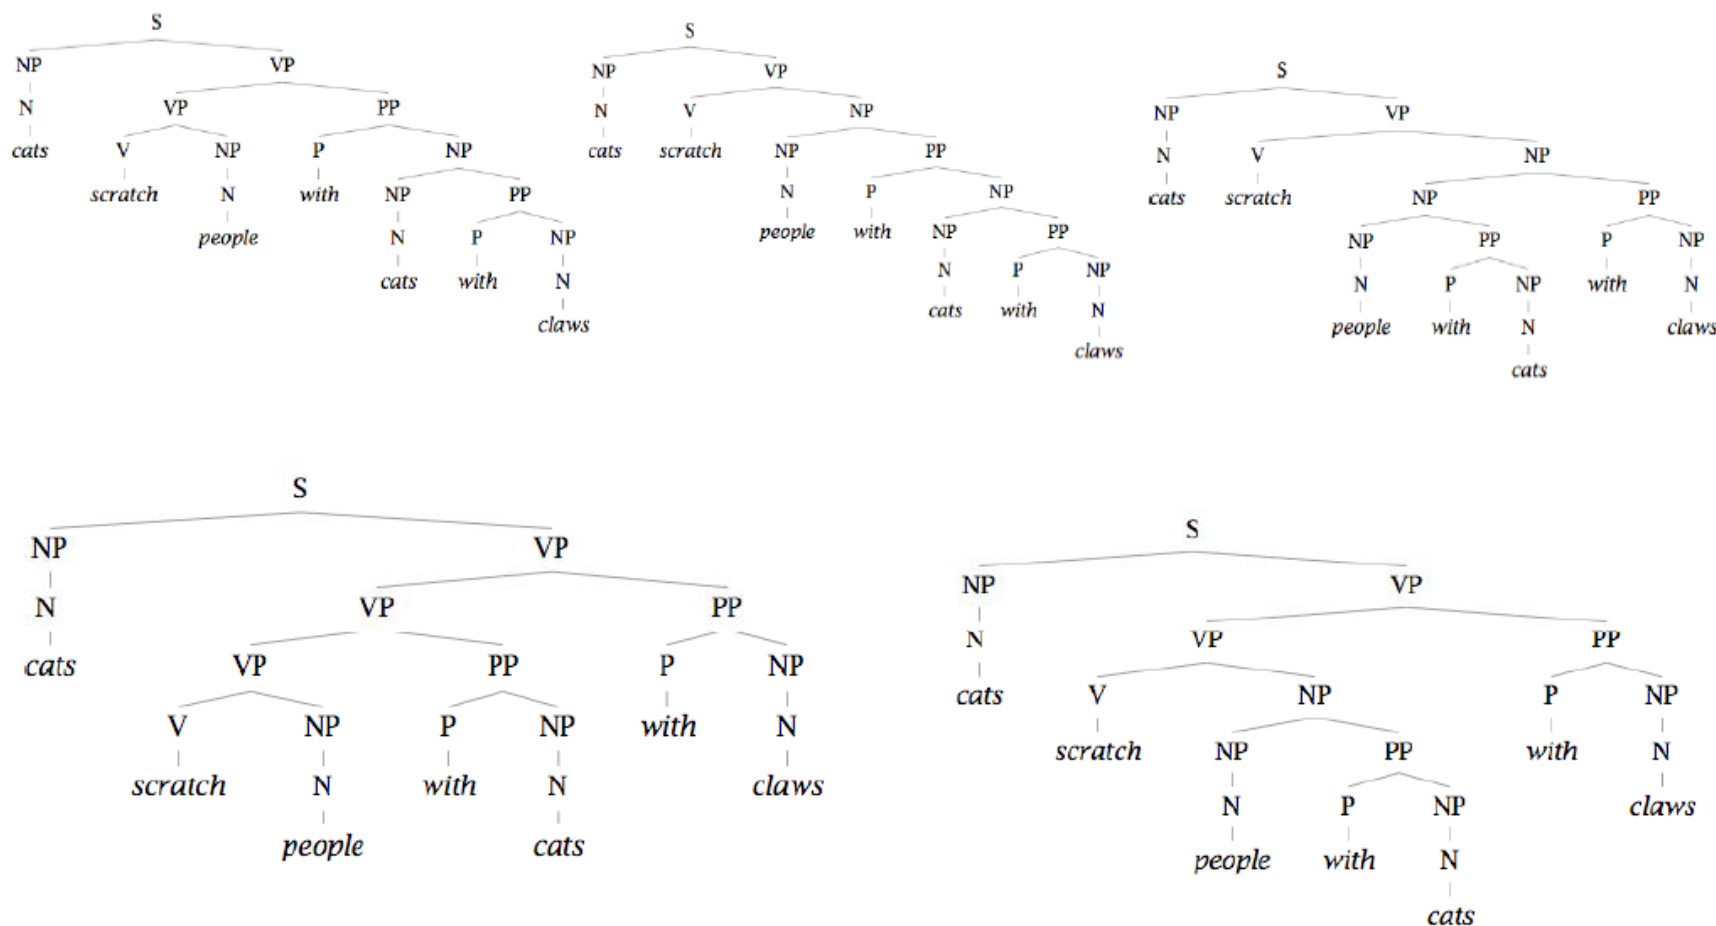 S
NP VP
N VP PP
cats V NP P NP
scratch N with NP PP
people N P NP
cats with N
claws
S
NP VP
N V NP
cats scratch NP PP
N P NP
people with NP PP
N P NP
cats with N
claws
S
NP VP
N V NP
cats scratch NP PP
NP PP P NP
N P NP with N
people with N claws
cats
S
NP VP
N VP PP
cats VP PP P NP
V NP P NP with N
scratch N with N claws
people cats
S
NP VP
N VP PP
cats V NP P NP
scratch NP PP with N
N P NP claws
people with N
cats